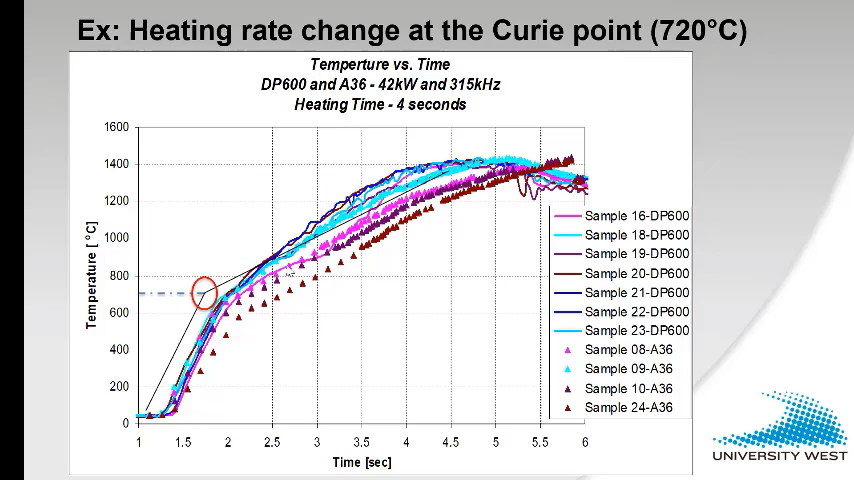 Ex: Heating rate change at the Curie point (720°C)
Temperture vs. Time
DP600 and A36 - 42kW and 315kHz
Heating Time - 4 seconds
1600
1400
1200
1000
800
600
400
200
0
Temperature [ °C]
1 1.5 2 2.5 3 3.5 4 4.5 5 5.5 6
Time [sec]
Sample 16-DP600
Sample 18-DP600
Sample 19-DP600
Sample 20-DP600
Sample 21-DP600
Sample 22-DP600
Sample 23-DP600
Sample 08-A36
Sample 09-A36
Sample 10-A36
Sample 24-A36
UNIVERSITY WEST